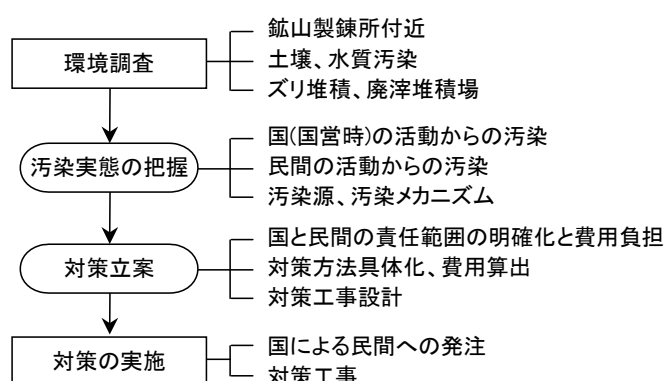 環境調査
鉱山製錬所付近
土壌、水質汚染
ズリ堆積、廃滓堆積場
汚染実態の把握
国(国営時)の活動からの汚染
民間の活動からの汚染
汚染源、汚染メカニズム
対策立案
国と民間の責任範囲の明確化と費用負担
対策方法具体化、費用算出
対策工事設計
対策の実施
国による民間への発注
対策工事